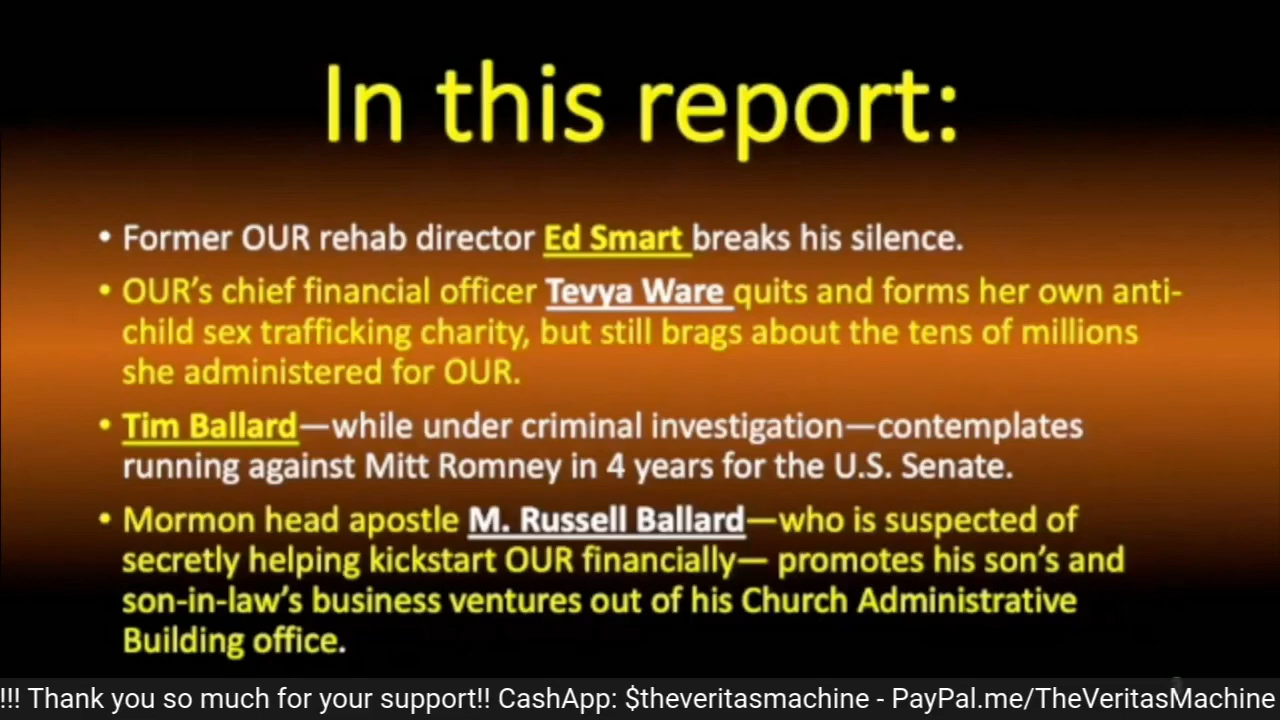 In this report:
• Former OUR rehab director Ed Smart breaks his silence.
• OUR’s chief financial officer Tevya Ware quits and forms her own anti-
child sex trafficking charity, but still brags about the tens of millions
she administered for OUR.
• Tim Ballard—while under criminal investigation—contemplates
running against Mitt Romney in 4 years for the U.S. Senate.
• Mormon head apostle M. Russell Ballard—who is suspected of
secretly helping kickstart OUR financially— promotes his son’s and
son-in-law’s business ventures out of his Church Administrative
Building office.
!!! Thank you so much for your support!! CashApp: $theveritasmachine - PayPal.me/TheVeritasMachine